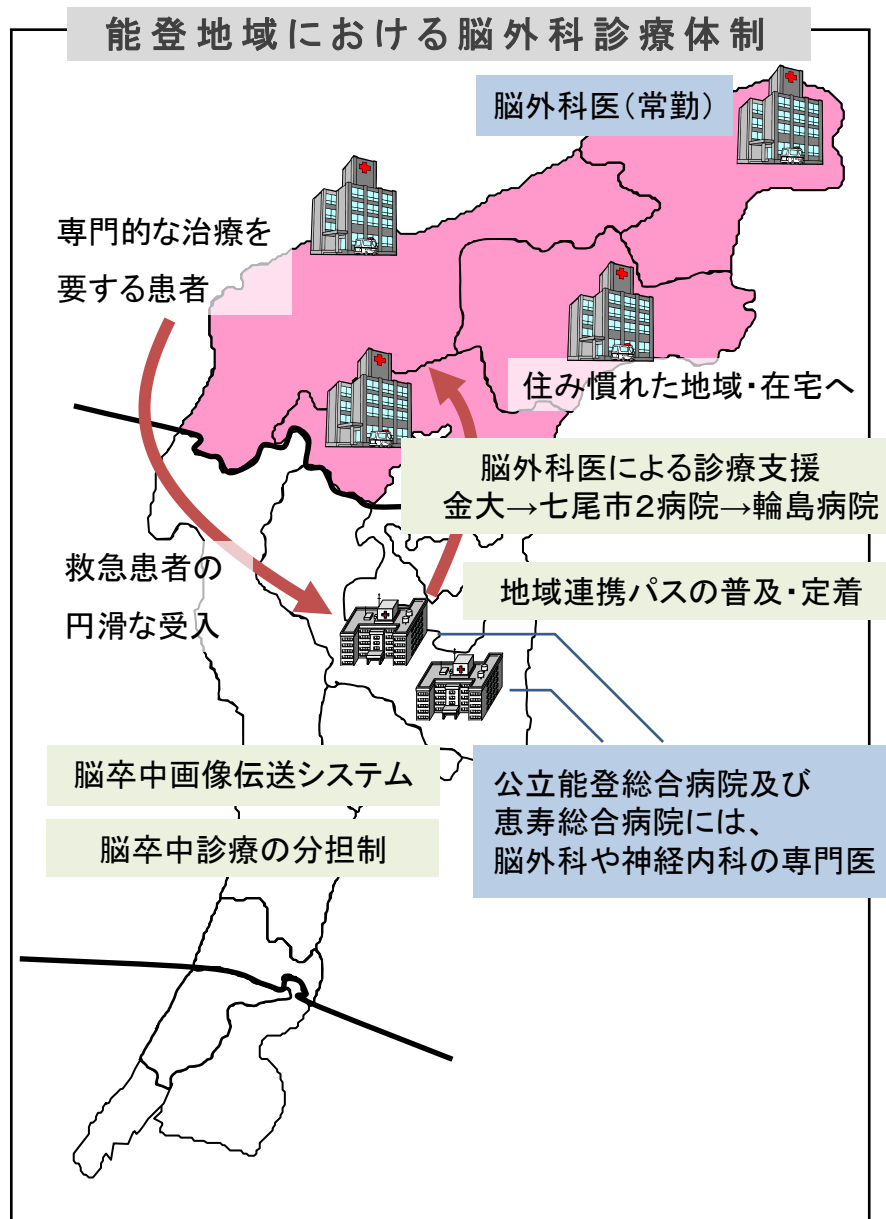 能登地域における脳外科診療体制
脳外科医（常勤）
専門的な治療を
要する患者
住み慣れた地域・在宅へ
脳外科医による診療支援
金大→七尾市２病院→輪島病院
救急患者の
円滑な受入
地域連携パスの普及・定着
脳卒中画像伝送システム
脳卒中診療の分担制
公立能登総合病院及び
恵寿総合病院には、
脳外科や神経内科の専門医